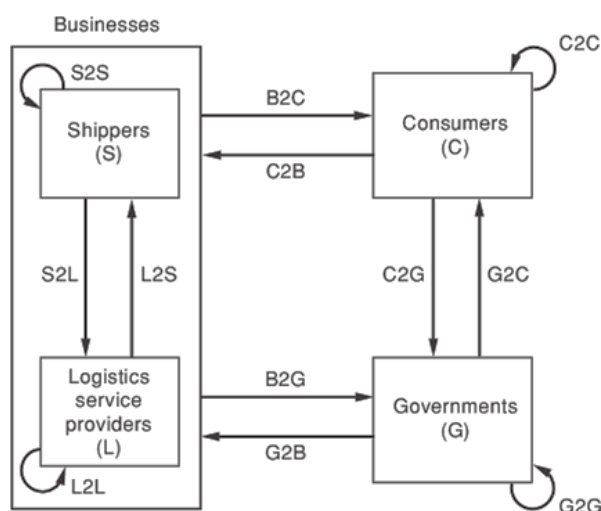 Businesses
S2S
Shippers
(S)
S2L
L2S
Logistics
service
providers
(L)
L2L
B2C
C2B
B2G
G2B
C2C
Consumers
(C)
C2G
G2C
Governments
(G)
G2G